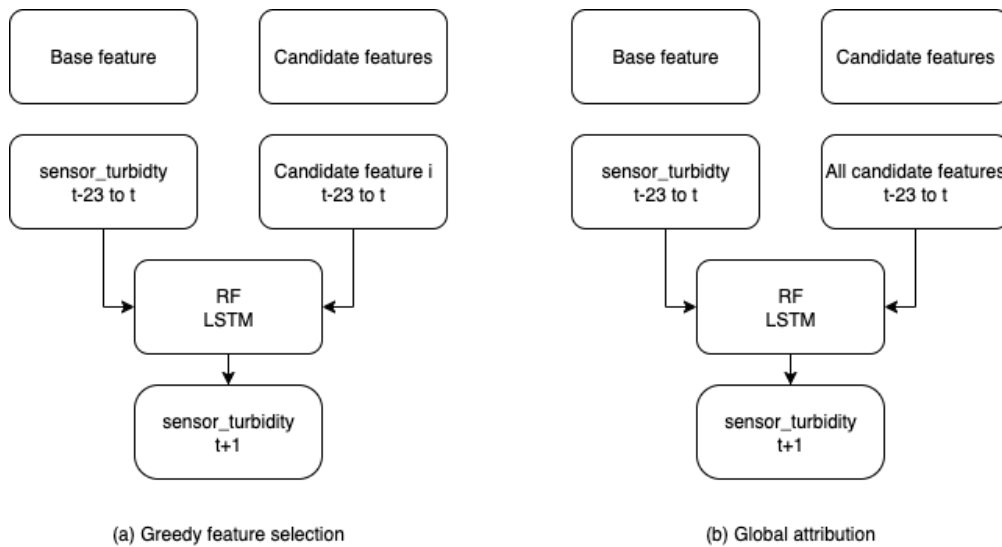 Base feature
Candidate features
sensor_turbidty
t-23 to t
Candidate feature i
t-23 to t
RF
LSTM
sensor_turbidity
t+1
(a) Greedy feature selection
Base feature
Candidate features
sensor_turbidty
t-23 to t
All candidate features
t-23 to t
RF
LSTM
sensor_turbidity
t+1
(b) Global attribution